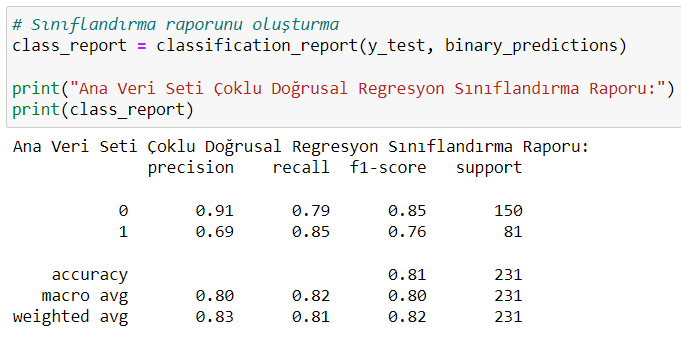 # Sınıflandırma raporunu oluşturma
class_report = classification_report(y_test, binary_predictions)
print("Ana Veri Seti Çoklu Doğrusal Regresyon Sınıflandırma Raporu:")
print(class_report)
Ana Veri Seti Çoklu Doğrusal Regresyon Sınıflandırma Raporu:
precision recall f1-score support
0 0.91 0.79 0.85 150
1 0.69 0.85 0.76 81
accuracy 0.81 231
macro avg 0.80 0.82 0.80 231
weighted avg 0.83 0.81 0.82 231